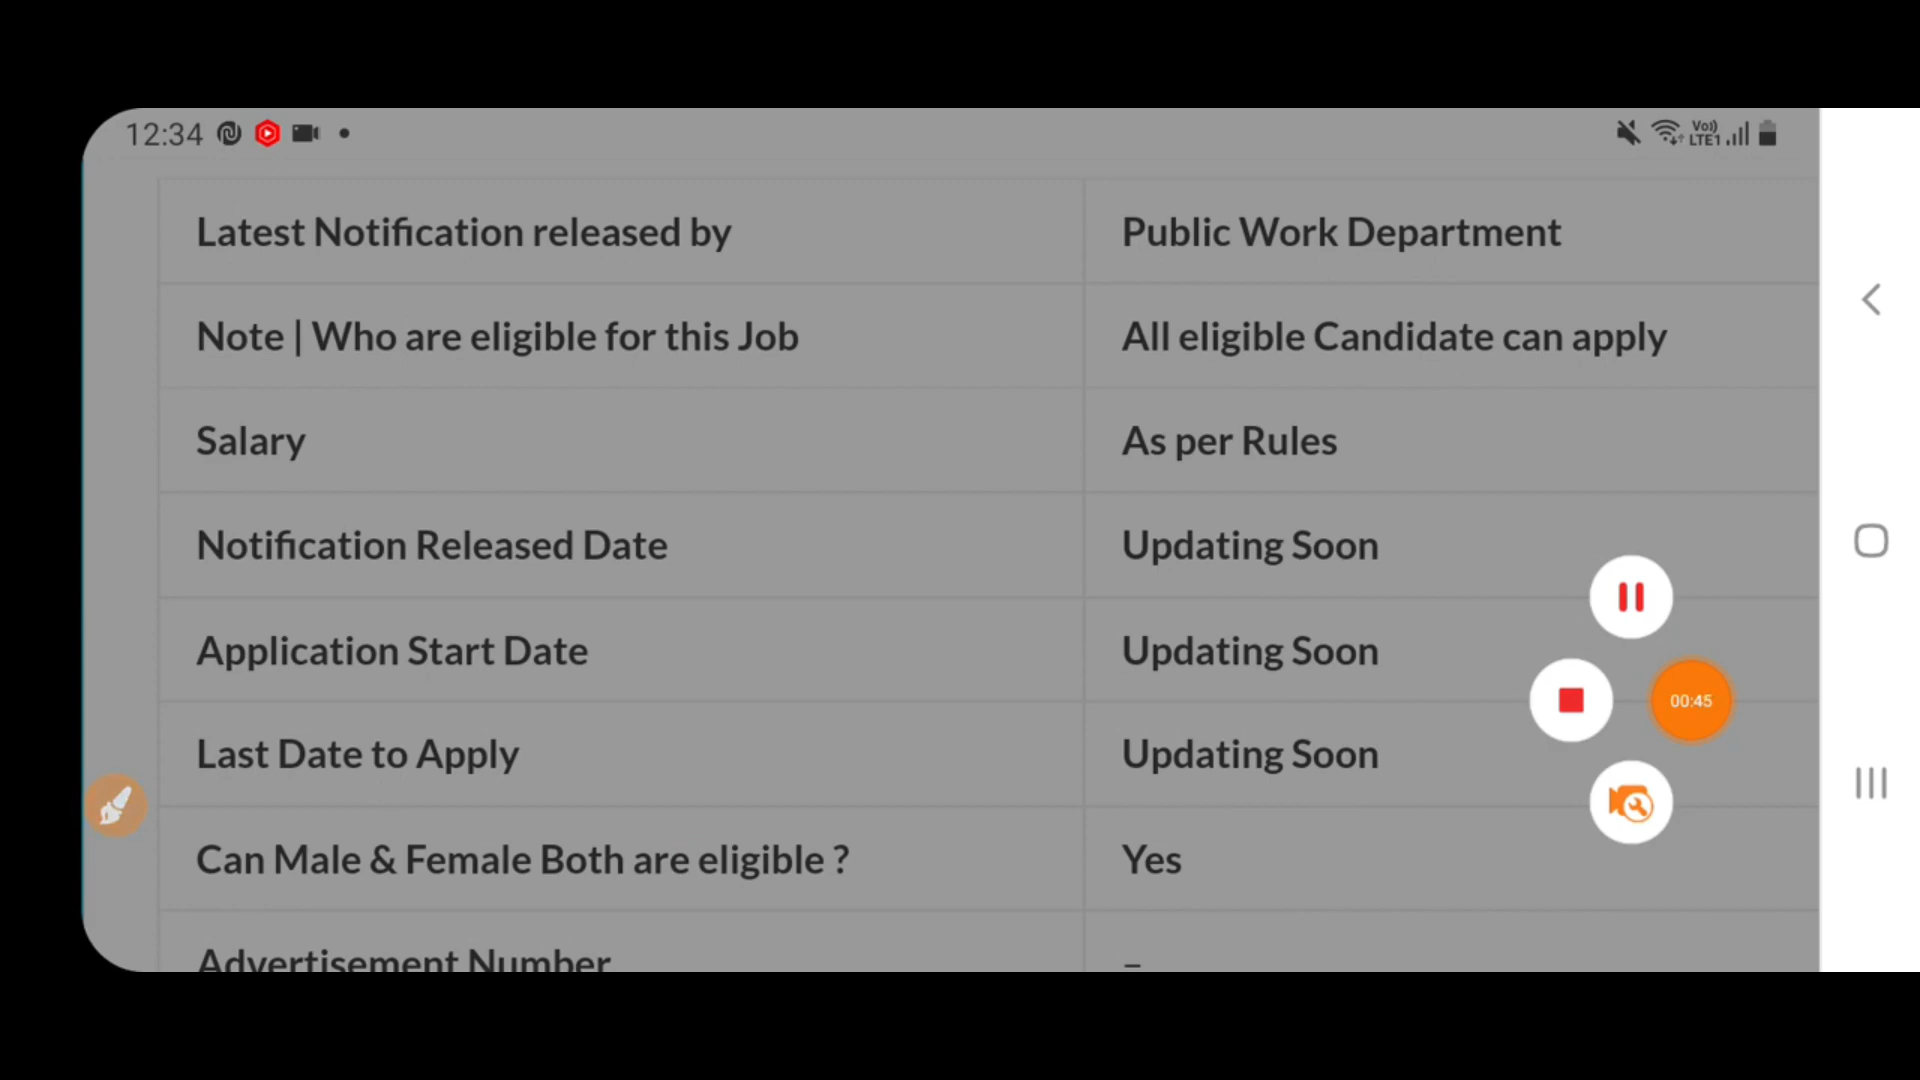 12:34
Vo))
LTE1
Latest Notification released by
Public Work Department
Note | Who are eligible for this Job
All eligible Candidate can apply
Salary
As per Rules
Notification Released Date
Updating Soon
Application Start Date
Updating Soon
00:45
Last Date to Apply
Updating Soon
Can Male & Female Both are eligible ?
Yes
Advertisement Number
–